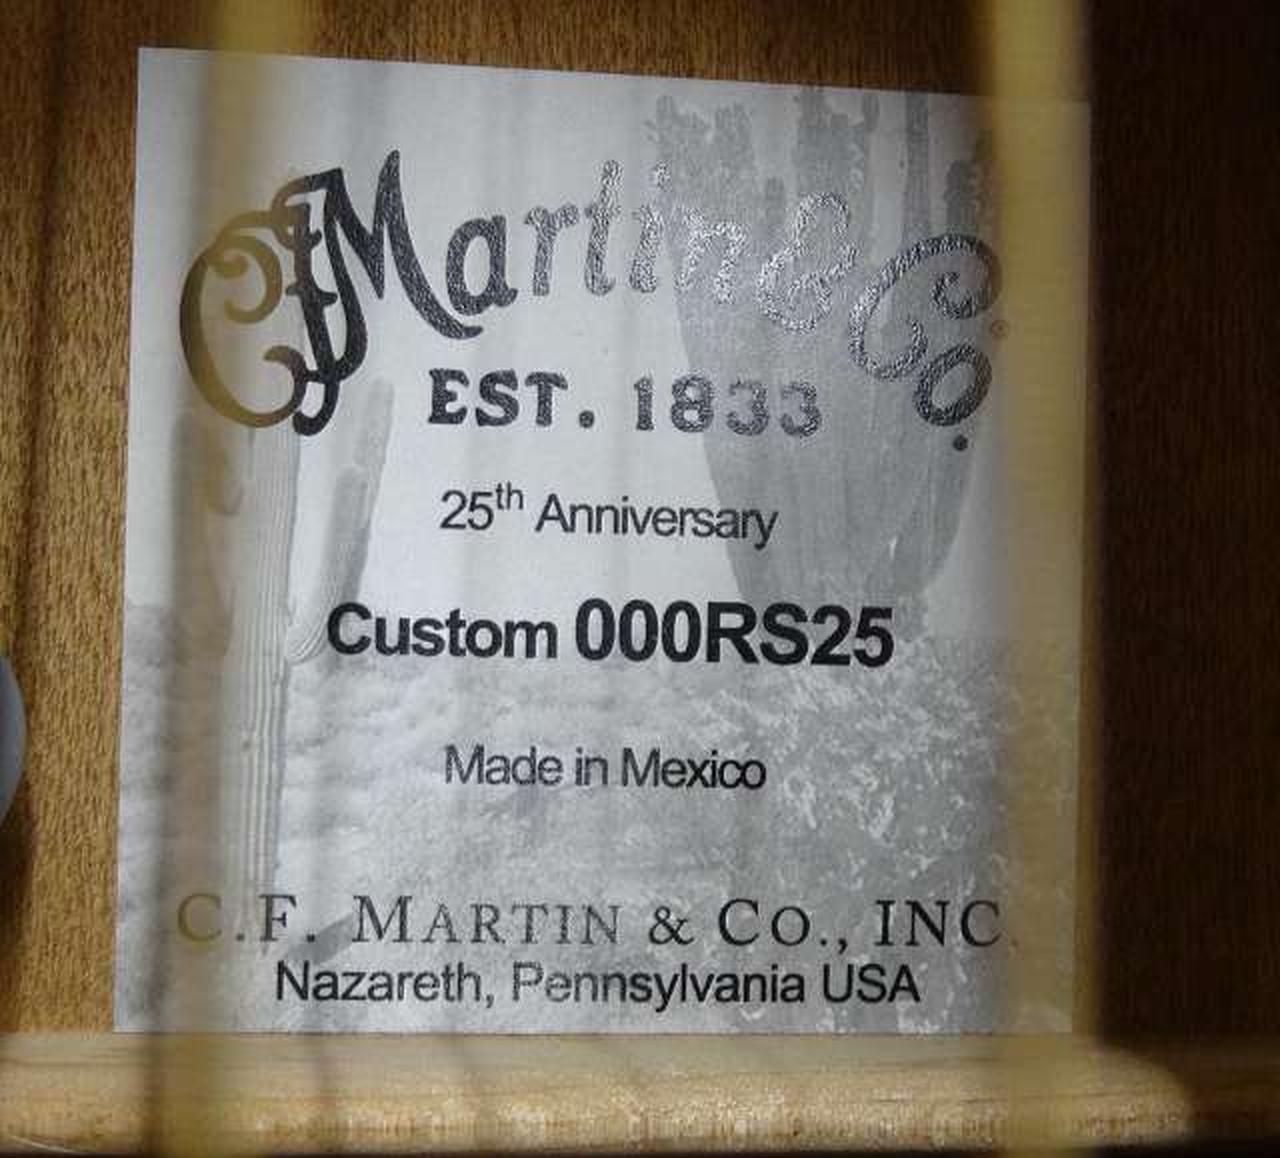 CFMartin & Co.®
EST. 1833
25th Anniversary
Custom 000RS25
Made in Mexico
C.F. MARTIN & CO., INC.
Nazareth, Pennsylvania USA